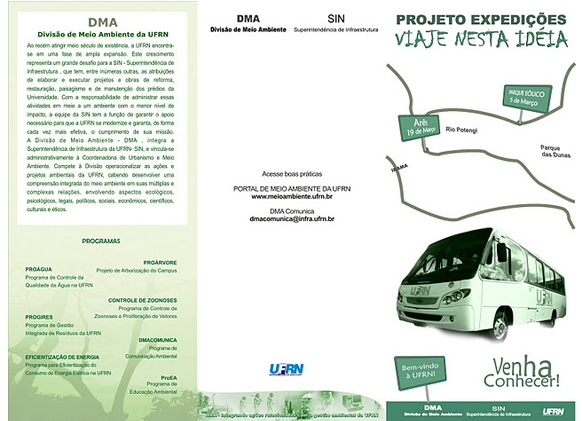 DMA
Divisão de Meio Ambiente da UFRN
Ao recém atingir meio século de existência, a UFRN encontra-
se em uma fase de ampla expansão. Este crescimento
representa um grande desafio para a SIN - Superintendência
de Infraestrutura , que tem, entre inúmeras outras, as atribuições
de elaborar e executar projetos e obras de reforma,
restauração, paisagismo e de manutenção dos prédios da
Universidade. Com a responsabilidade de administrar essas
atividades em meio a um ambiente com o menor nível de
impacto, a equipe da SIN tem a função de garantir o apoio
necessário para que a UFRN se modernize e garanta, de forma
cada vez mais efetiva, o cumprimento de sua missão.
A Divisão de Meio Ambiente - DMA , integra a
Superintendência de Infraestrutura da UFRN- SIN, e vincula-se
administrativamente à Coordenadoria de Urbanismo e Meio
Ambiente. Compete à Divisão operacionalizar as ações e
projetos ambientais da UFRN, cabendo desenvolver uma
compreensão integrada do meio ambiente em suas múltiplas e
complexas relações, envolvendo aspectos ecológicos,
psicológicos, legais, políticos, sociais, econômicos, científicos,
culturais e éticos.
PROGRAMAS
PROÁRVORE
Projeto de Arborização do Campus
PROÁGUA
Programa de Controle da
Qualidade da Água na UFRN
CONTROLE DE ZOONOSES
Programa de Controle de
Zoonoses e Proliferação de Vetores
PROGIRES
Programa de Gestão
Integrada de Resíduos da UFRN
DMACOMUNICA
Programa de
Comunicação Ambiental
EFICIENTIZAÇÃO DE ENERGIA
Programa para Eficientização do
Consumo de Energia Elétrica na UFRN
ProEA
Programa de
Educação Ambiental
DMA
Divisão de Meio Ambiente
SIN
Superintendência de Infraestrutura
Acesse boas práticas
PORTAL DE MEIO AMBIENTE DA UFRN
www.meioambiente.ufrn.br
DMA Comunica
dmacomunica@infra.ufrn.br
UFRN
PROJETO EXPEDIÇÕES
VIAJE NESTA IDÉIA
PARQUE EÓLICO
5 de Março
Arês
19 de Março
Rio Potengi
Parque
das Dunas
UFRN
UFRN
Bem-vindo
à UFRN!
Venha
Conhecer!
DMA
Divisão de Meio Ambiente
SIN
Superintendência de Infraestrutura
UFRN